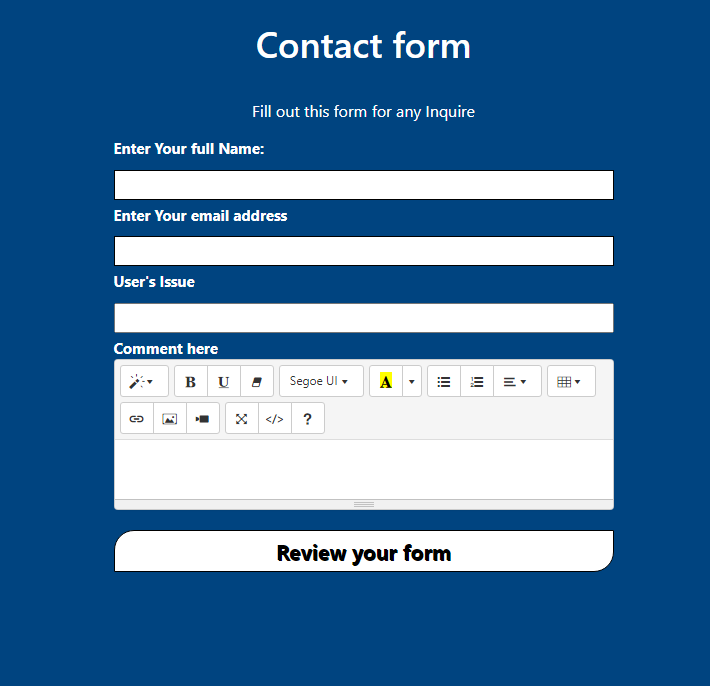 Contact form
Fill out this form for any Inquire
Enter Your full Name:
Enter Your email address
User's Issue
Comment here
B U Segoe UI A
</> ?
Review your form